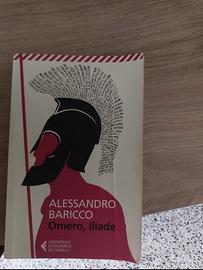 ALESSANDRO
BARICCO
Omero, Iliade
UNIVERSALE
ECONOMICA
FELTRINELLI